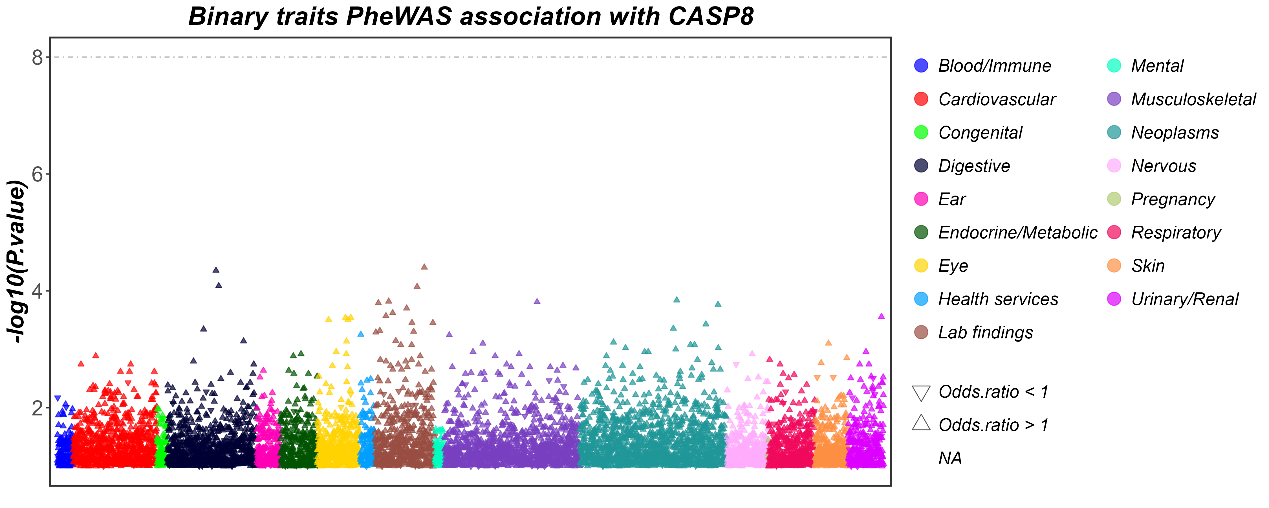 Binary traits PheWAS association with CASP8
-log10(P.value)
8
6
4
2
Blood/Immune
Cardiovascular
Congenital
Digestive
Ear
Endocrine/Metabolic
Eye
Health services
Lab findings
Mental
Musculoskeletal
Neoplasms
Nervous
Pregnancy
Respiratory
Skin
Urinary/Renal
Odds.ratio < 1
Odds.ratio > 1
NA